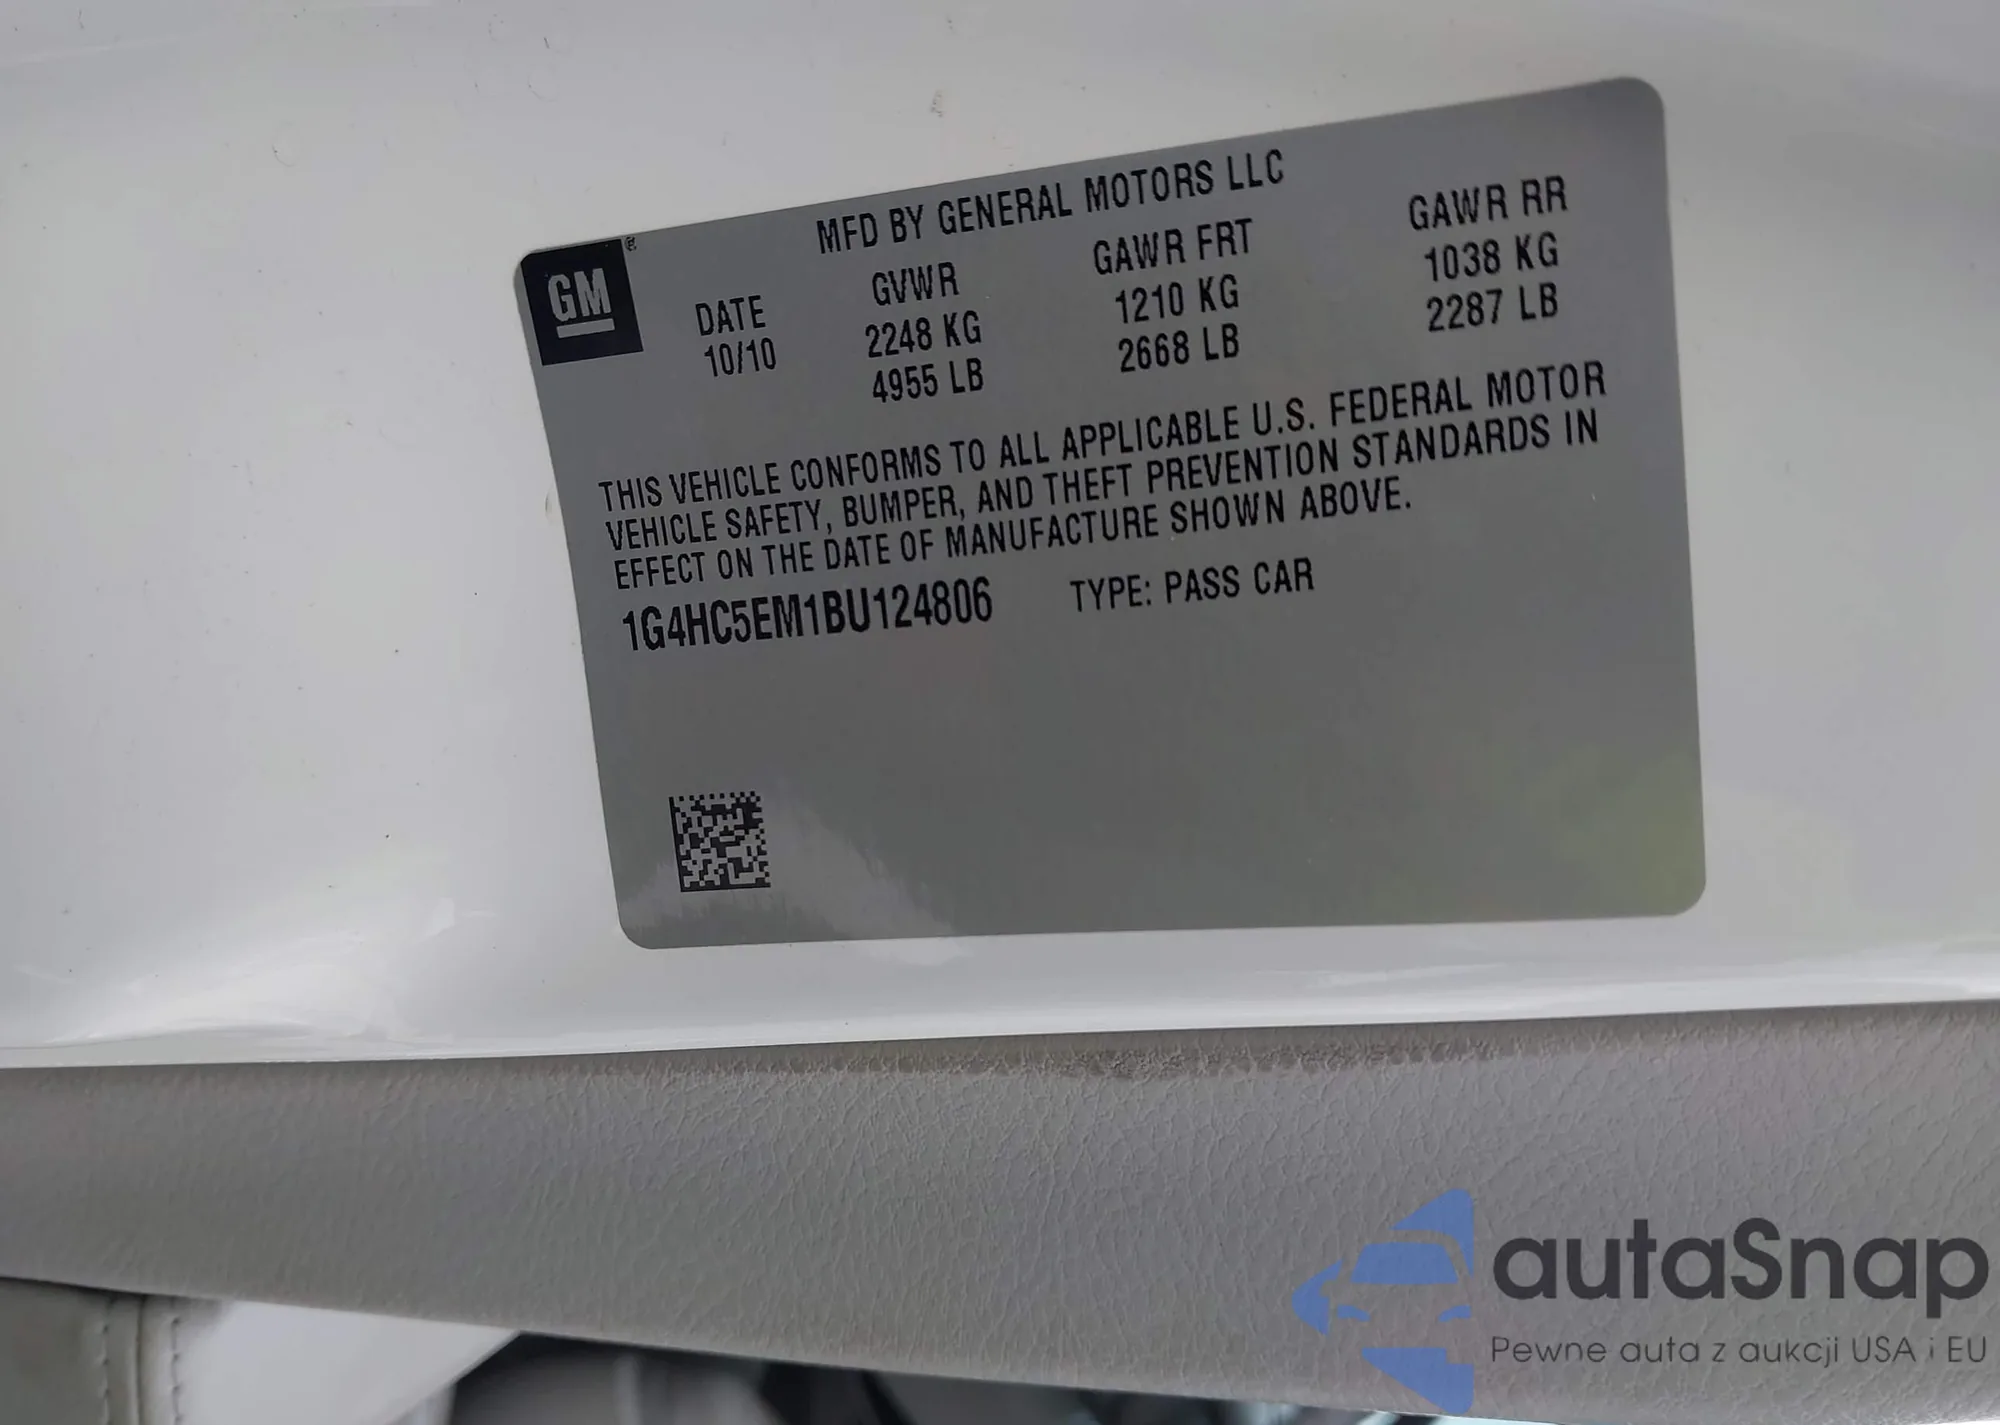 MFD BY GENERAL MOTORS LLC
GM®
DATE GVWR GAWR FRT GAWR RR
10/10 2248 KG 1210 KG 1038 KG
4955 LB 2668 LB 2287 LB
THIS VEHICLE CONFORMS TO ALL APPLICABLE U.S. FEDERAL MOTOR
VEHICLE SAFETY, BUMPER, AND THEFT PREVENTION STANDARDS IN
EFFECT ON THE DATE OF MANUFACTURE SHOWN ABOVE.
1G4HC5EM1BU124806 TYPE: PASS CAR
autaSnap
Pewne auta z aukcji USA i EU